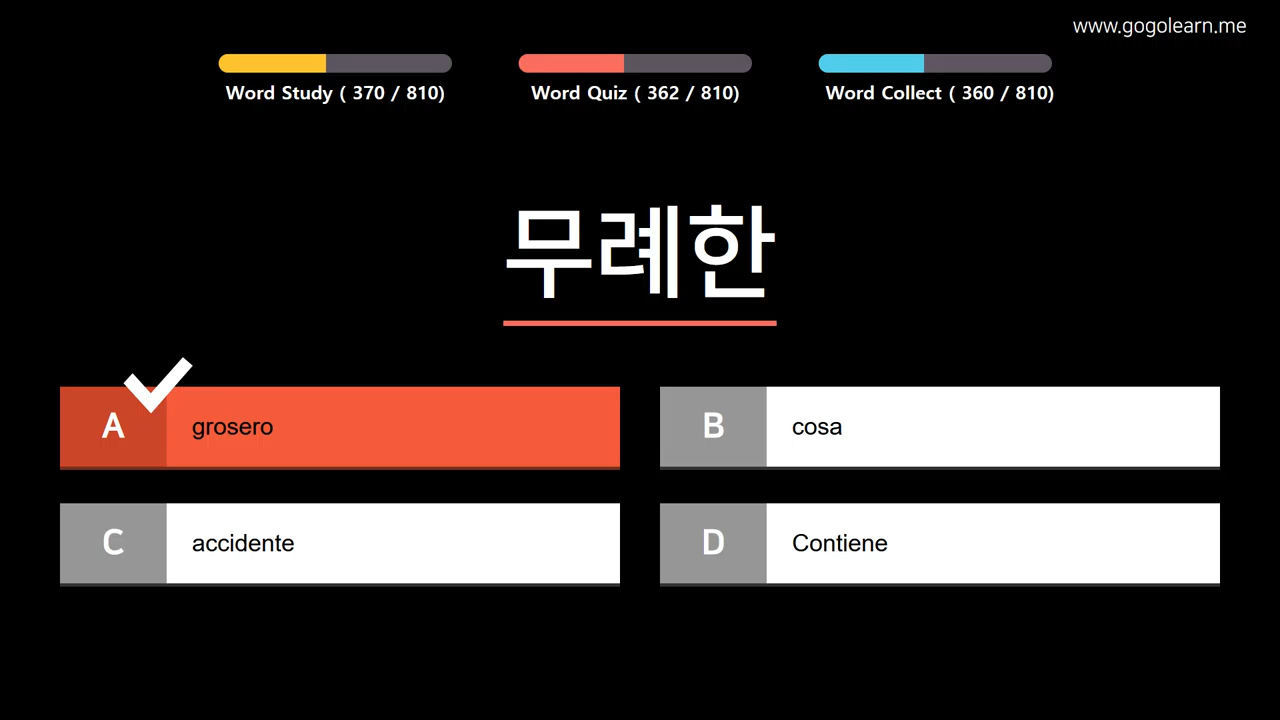 www.gogolearn.me
Word Study ( 370 / 810)
Word Quiz ( 362 / 810)
Word Collect ( 360 / 810)
무례한
A grosero
B cosa
C accidente
D Contiene